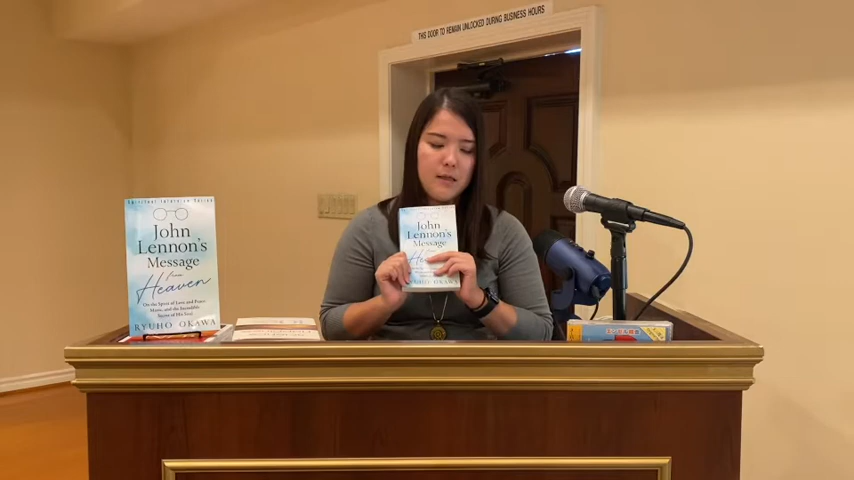 THIS DOOR TO REMAIN UNLOCKED DURING BUSINESS HOURS
Spiritual Interview Series
John
Lennon's
Message
from
Heaven
On the Spirit of Love and Peace,
Music, and the Incredible
Secret of His Soul
RYUHO OKAWA
John
Lennon's
Message
RYUHO OKAWA